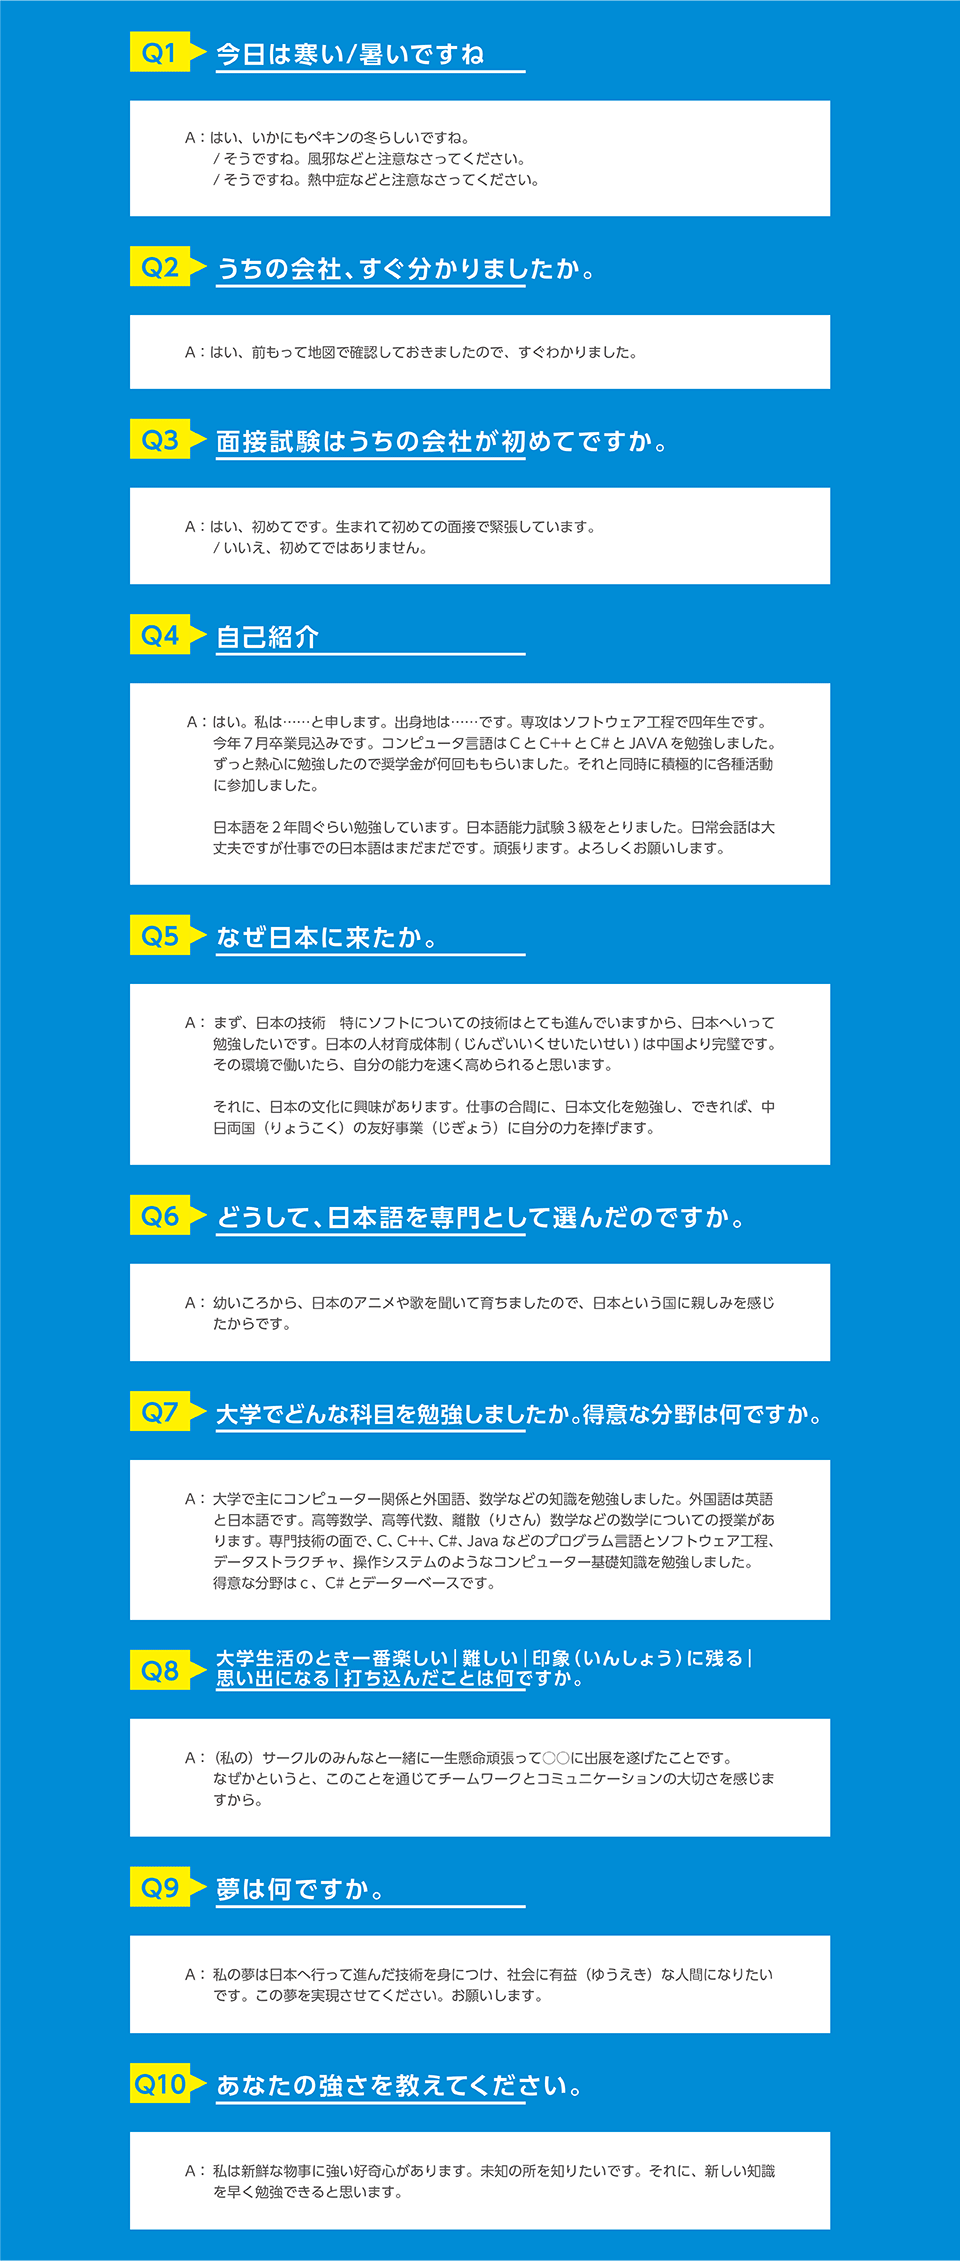 Q1 今日は寒い/暑いですね
A：はい、いかにもペキンの冬らしいですね。
/ そうですね。風邪などと注意なさってください。
/ そうですね。熱中症などと注意なさってください。
Q2 うちの会社、すぐ分かりましたか。
A：はい、前もって地図で確認しておきましたので、すぐわかりました。
Q3 面接試験はうちの会社が初めてですか。
A：はい、初めてです。生まれて初めての面接で緊張しています。
/ いいえ、初めてではありません。
Q4 自己紹介
A：はい。私は……と申します。出身地は……です。専攻はソフトウェア工程で四年生です。
今年７月卒業見込みです。コンピュータ言語は C と C++ と C# と JAVA を勉強しました。
ずっと熱心に勉強したので奨学金が何回ももらいました。それと同時に積極的に各種活動
に参加しました。
日本語を２年間ぐらい勉強しています。日本語能力試験３級をとりました。日常会話は大
丈夫ですが仕事での日本語はまだまだです。頑張ります。よろしくお願いします。
Q5 なぜ日本に来たか。
A： まず、日本の技術　特にソフトについての技術はとても進んでいますから、日本へいって
勉強したいです。日本の人材育成体制 ( じんざいいくせいたいせい ) は中国より完璧です。
その環境で働いたら、自分の能力を速く高められると思います。
それに、日本の文化に興味があります。仕事の合間に、日本文化を勉強し、できれば、中
日両国（りょうこく）の友好事業（じぎょう）に自分の力を捧げます。
Q6 どうして、日本語を専門として選んだのですか。
A： 幼いころから、日本のアニメや歌を聞いて育ちましたので、日本という国に親しみを感じ
たからです。
Q7 大学でどんな科目を勉強しましたか。得意な分野は何ですか。
A： 大学で主にコンピューター関係と外国語、数学などの知識を勉強しました。外国語は英語
と日本語です。高等数学、高等代数、離散（りさん）数学などの数学についての授業があ
ります。専門技術の面で、C、C++、C#、Java などのプログラム言語とソフトウェア工程、
データストラクチャ、操作システムのようなコンピューター基礎知識を勉強しました。
得意な分野は c 、C# とデーターベースです。
Q8 大学生活のとき一番楽しい｜難しい｜印象（いんしょう）に残る｜
思い出になる｜打ち込んだことは何ですか。
A：（私の）サークルのみんなと一緒に一生懸命頑張って○○に出展を遂げたことです。
なぜかというと、このことを通じてチームワークとコミュニケーションの大切さを感じま
すから。
Q9 夢は何ですか。
A： 私の夢は日本へ行って進んだ技術を身につけ、社会に有益（ゆうえき）な人間になりたい
です。この夢を実現させてください。お願いします。
Q10 あなたの強さを教えてください。
A： 私は新鮮な物事に強い好奇心があります。未知の所を知りたいです。それに、新しい知識
を早く勉強できると思います。